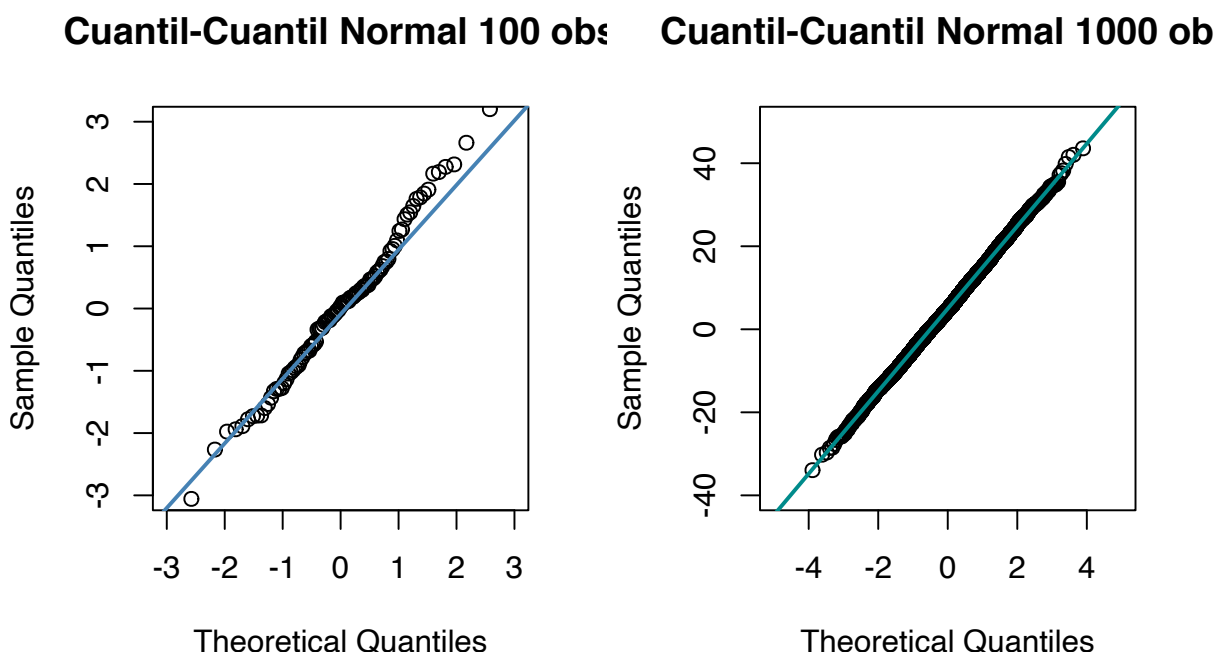 Cuantil-Cuantil Normal 100 obs
3
2
1
0
-1
-2
-3
Sample Quantiles
-3 -2 -1 0 1 2 3
Theoretical Quantiles
Cuantil-Cuantil Normal 1000 ob
40
20
0
-20
-40
Sample Quantiles
-4 -2 0 2 4
Theoretical Quantiles